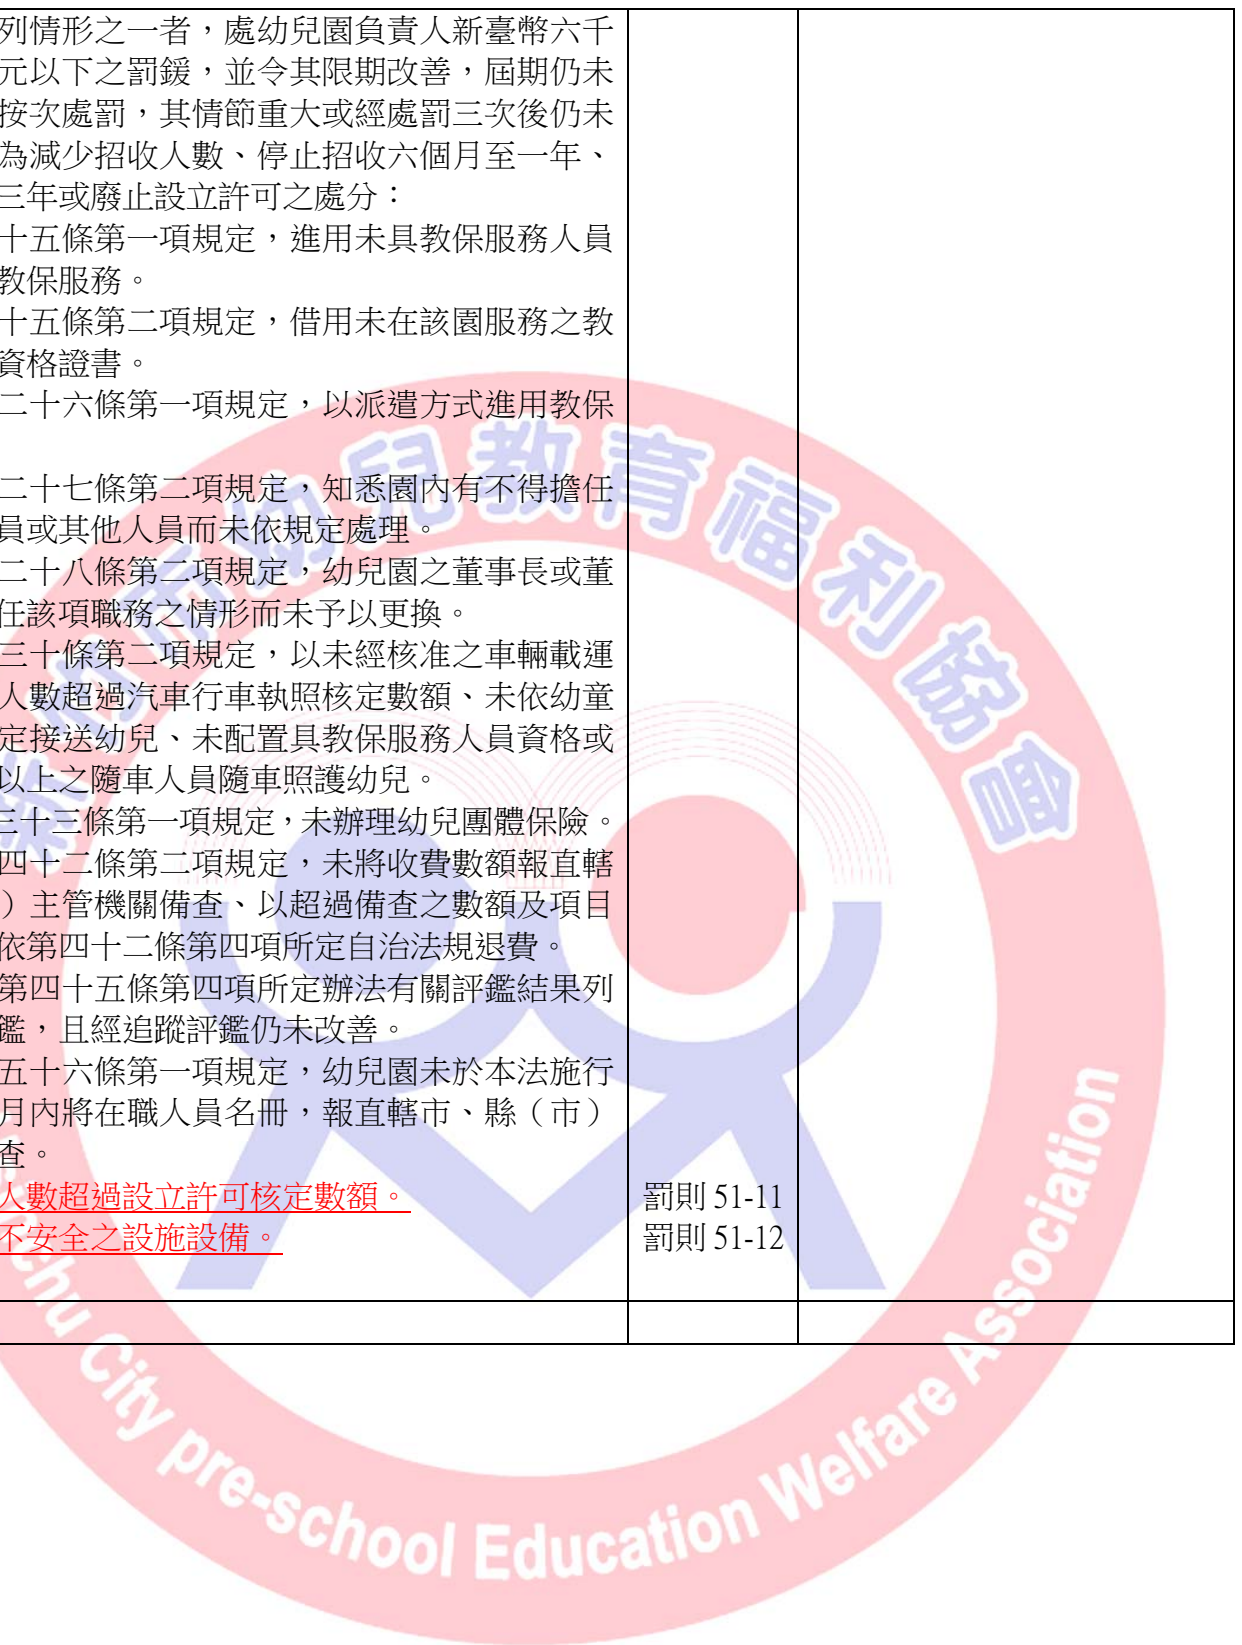 列情形之一者，處幼兒園負責人新臺幣六千
元以下之罰鍰，並令其限期改善，屆期仍未
按次處罰，其情節重大或經處罰三次後仍未
為減少招收人數、停止招收六個月至一年、
三年或廢止設立許可之處分：
十五條第一項規定，進用未具教保服務人員
教保服務。
十五條第二項規定，借用未在該園服務之教
資格證書。
二十六條第一項規定，以派遣方式進用教保
二十七條第二項規定，知悉園內有不得擔任
員或其他人員而未依規定處理。
二十八條第二項規定，幼兒園之董事長或董
任該項職務之情形而未予以更換。
三十條第二項規定，以未經核准之車輛載運
人數超過汽車行車執照核定數額、未依幼童
定接送幼兒、未配置具教保服務人員資格或
以上之隨車人員隨車照護幼兒。
三十三條第一項規定，未辦理幼兒團體保險。
四十二條第二項規定，未將收費數額報直轄
）主管機關備查、以超過備查之數額及項目
依第四十二條第四項所定自治法規退費。
第四十五條第四項所定辦法有關評鑑結果列
鑑，且經追蹤評鑑仍未改善。
五十六條第一項規定，幼兒園未於本法施行
月內將在職人員名冊，報直轄市、縣（市）
查。
人數超過設立許可核定數額。 罰則 51-11
不安全之設施設備。 罰則 51-12
幼兒教育福利協會
chu City pre-school Education Welfare Association